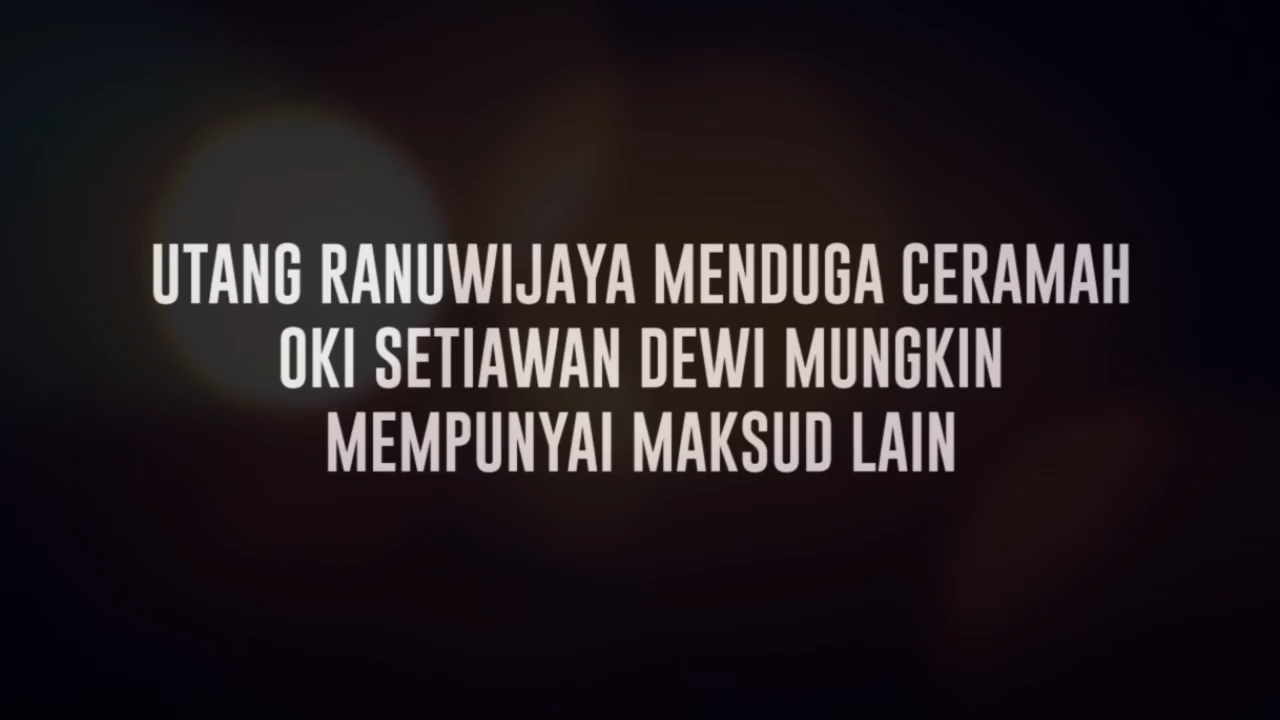 UTANG RANUWIJAYA MENDUGA CERAMAH
OKI SETIAWAN DEWI MUNGKIN
MEMPUNYAI MAKSUD LAIN